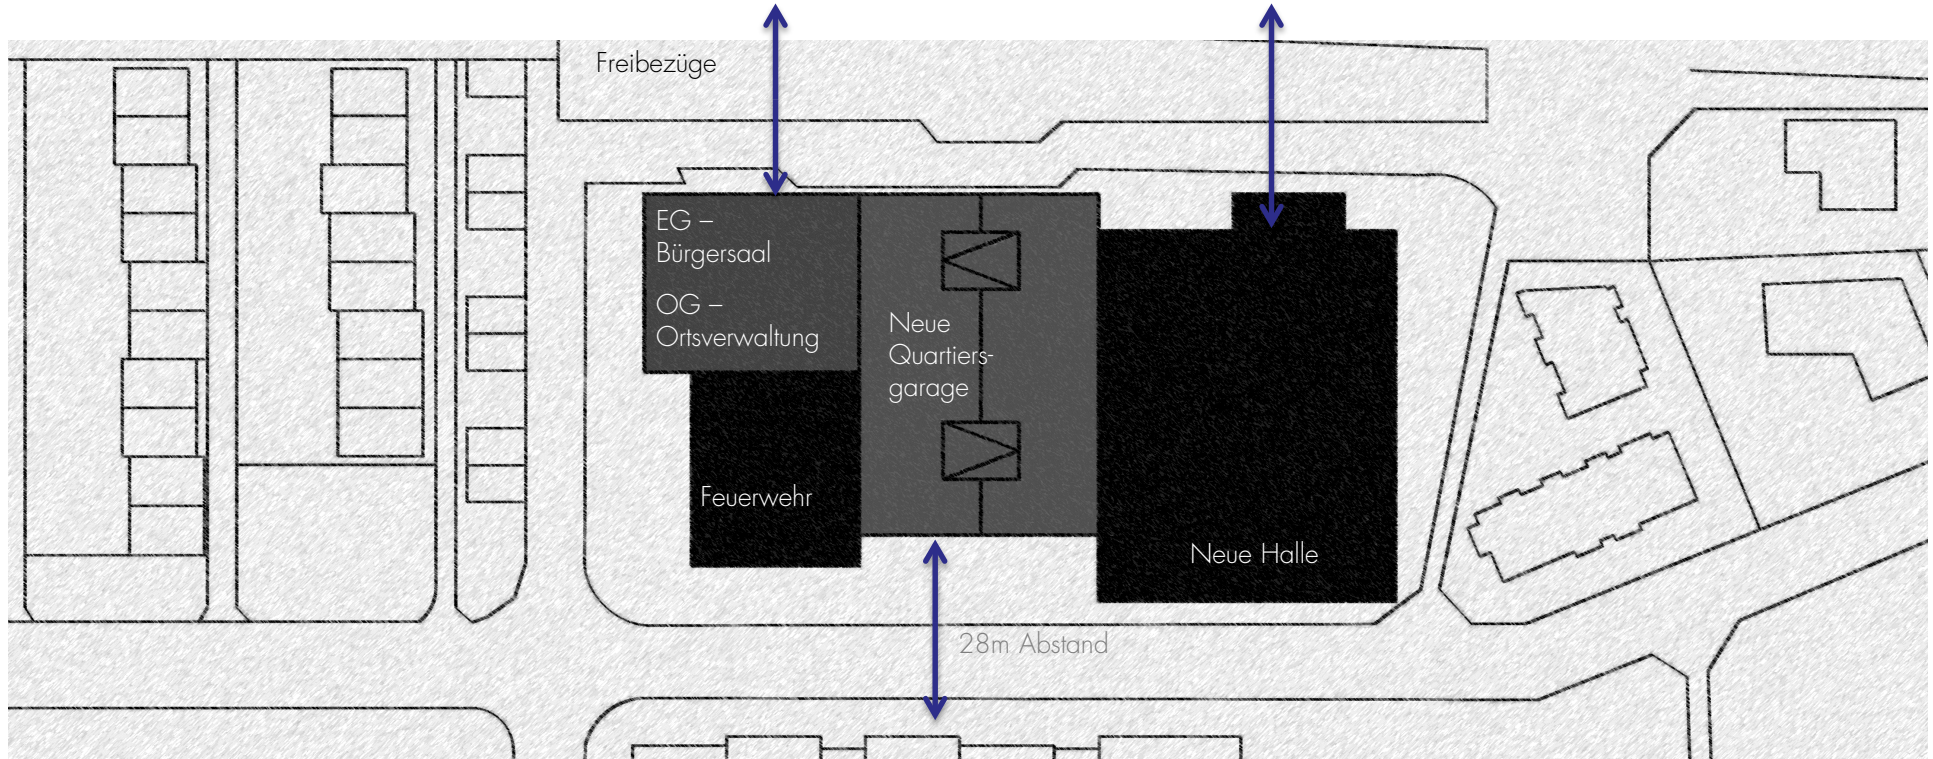 Freibezüge
EG –
Bürgersaal
OG –
Ortsverwaltung
Neue
Quartiers-
garage
Feuerwehr
Neue Halle
28m Abstand